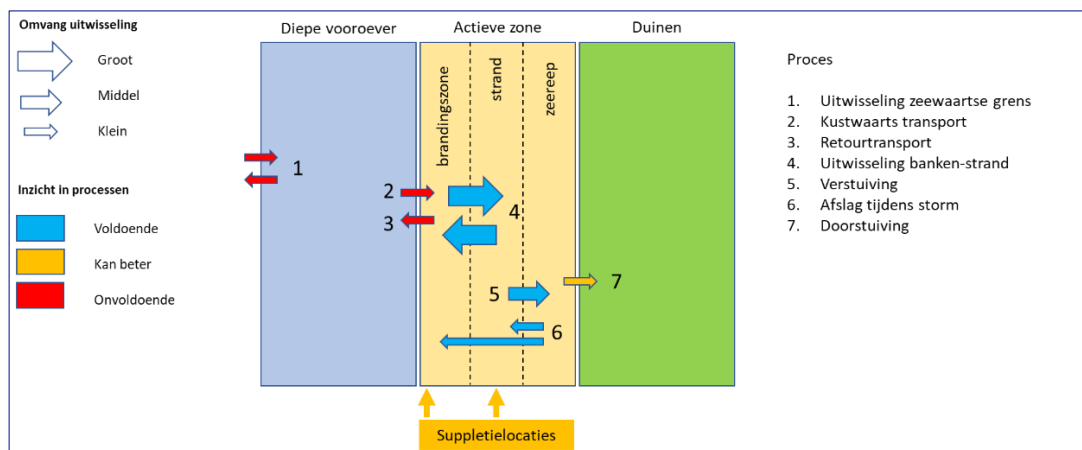 Omvang uitwisseling
Groot
Middel
Klein
Inzicht in processen
Voldoende
Kan beter
Onvoldoende
Diepe vooroever
Actieve zone
Duinen
brandingszone
strand
zeereep
1
2
3
4
5
6
7
Suppletielocaties
Proces
1. Uitwisseling zeewaartse grens
2. Kustwaarts transport
3. Retourtransport
4. Uitwisseling banken-strand
5. Verstuiving
6. Afslag tijdens storm
7. Doorstuiving